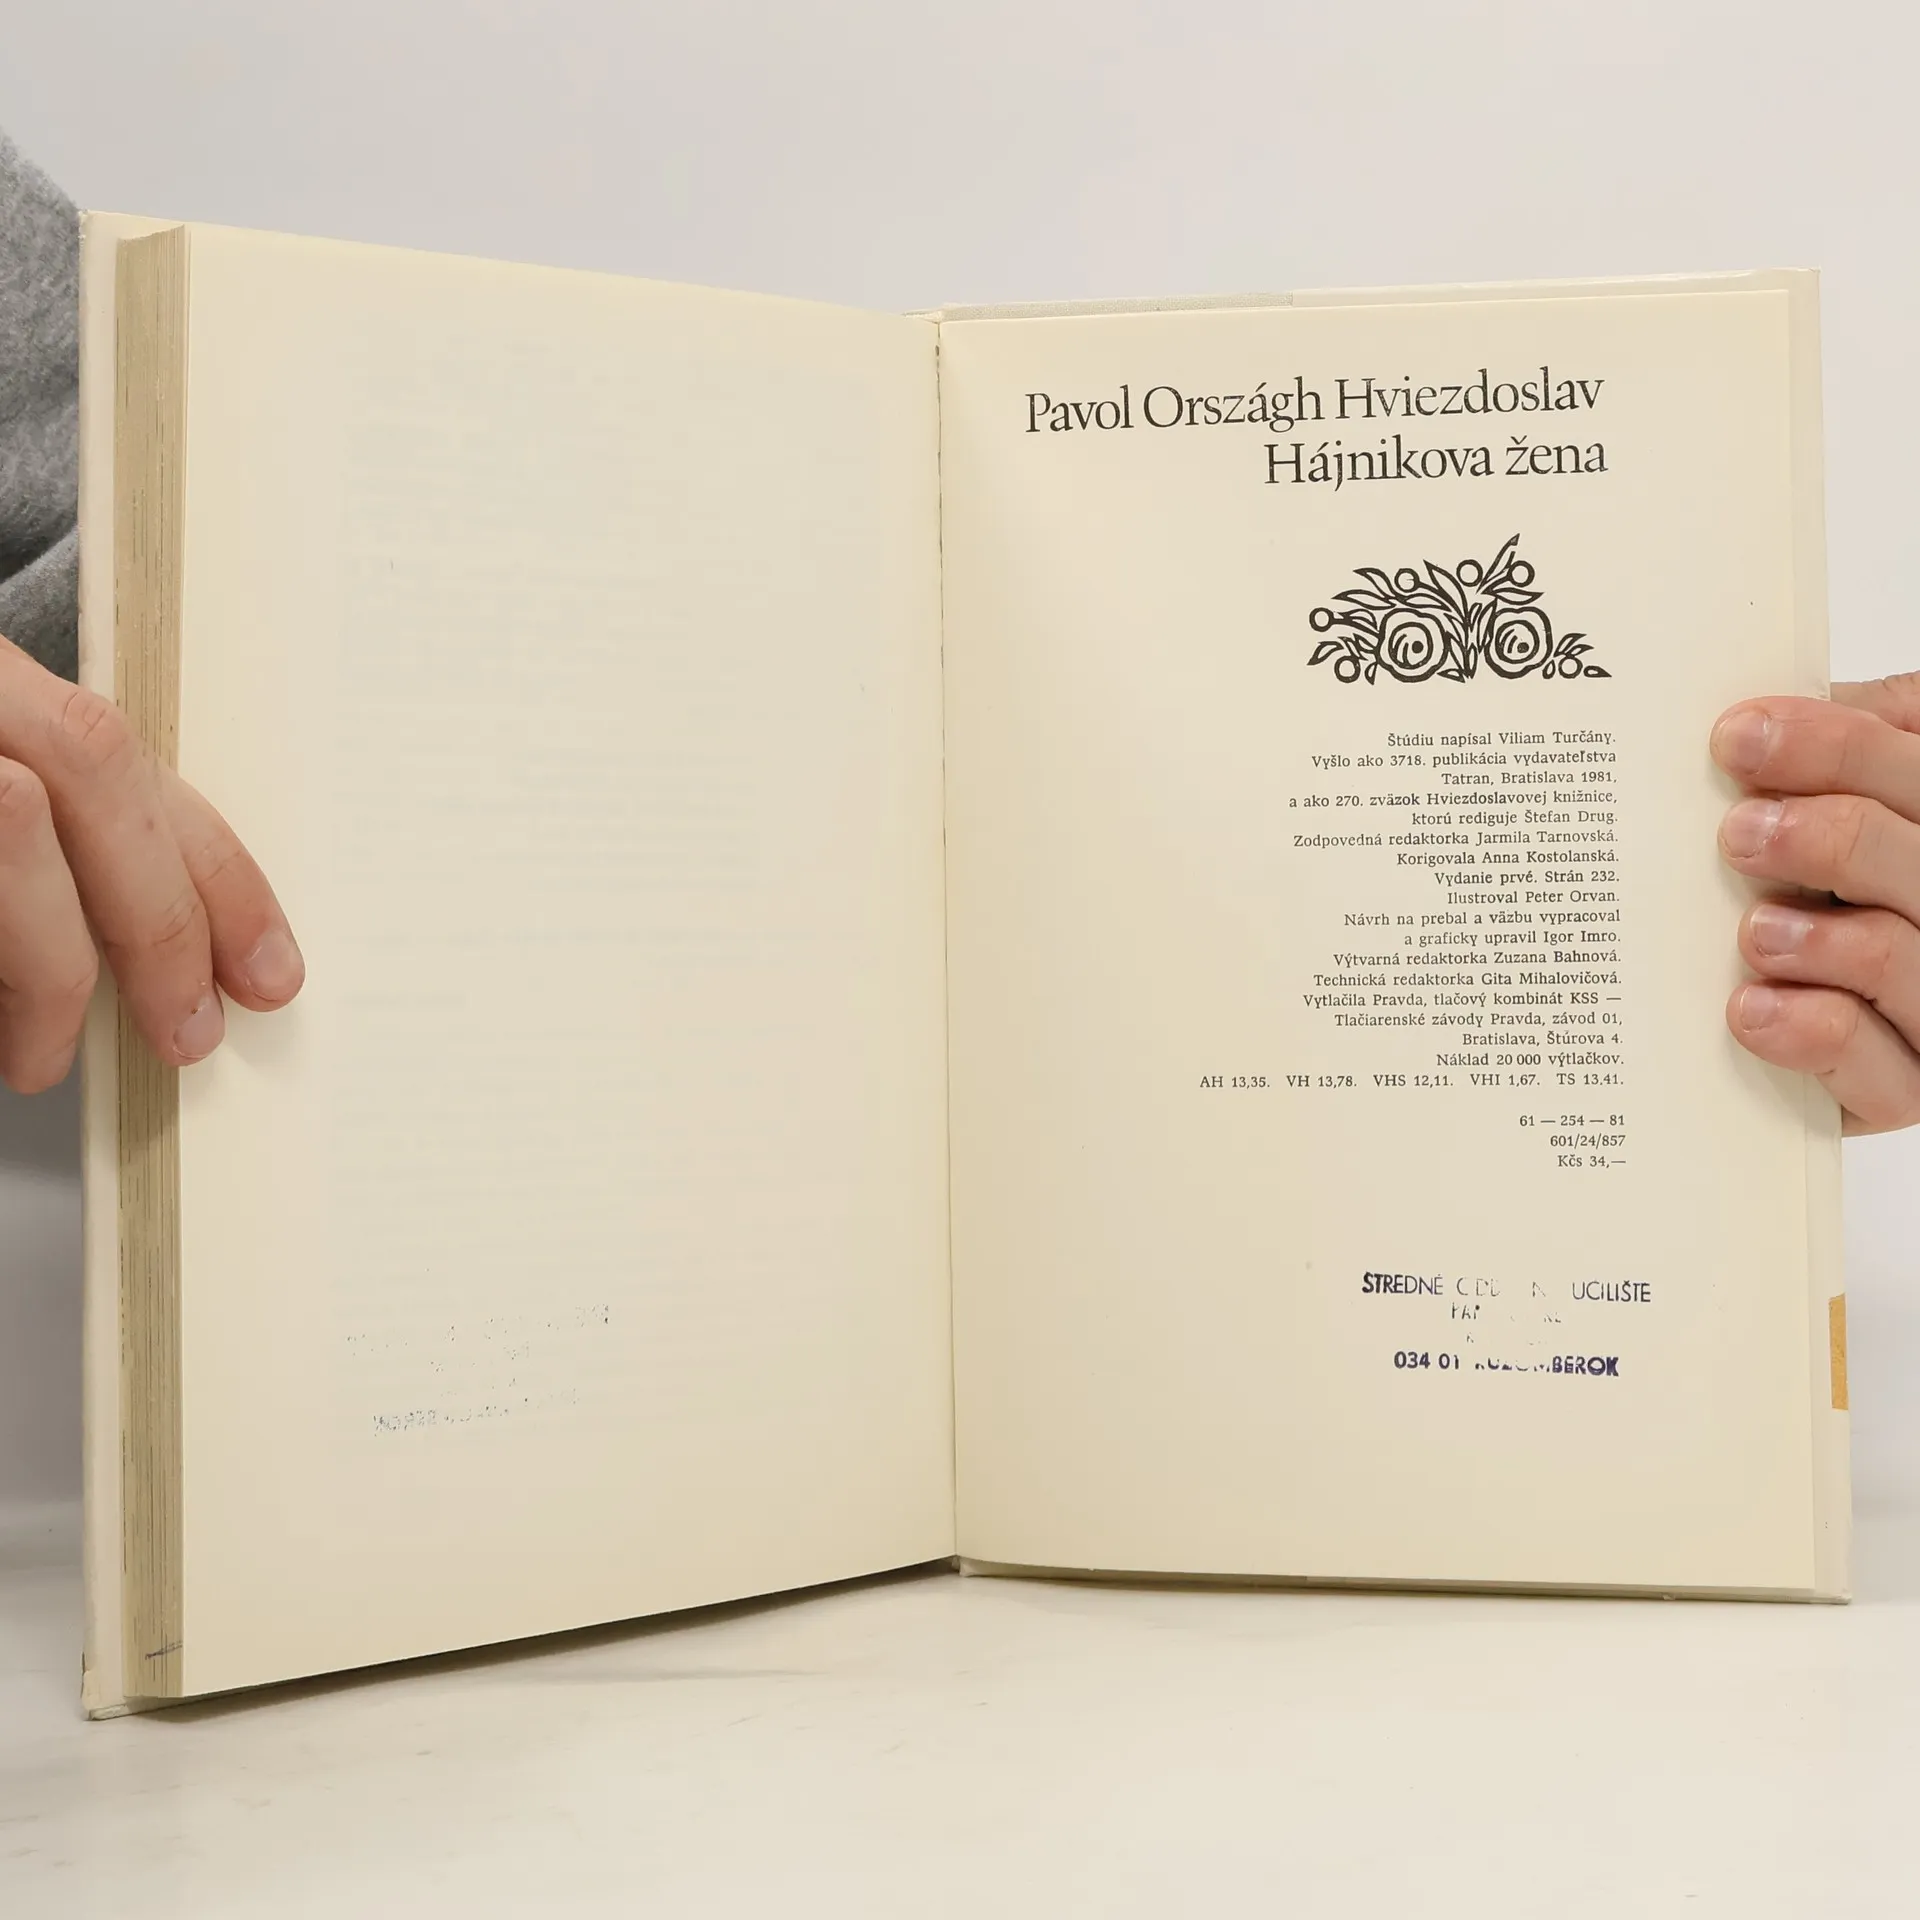 Pavol Országh Hviezdoslav
Hájnikova žena
Štúdiu napísal Viliam Turčány.
Vyšlo ako 3718. publikácia vydavateľstva
Tatran, Bratislava 1981,
a ako 270. zväzok Hviezdoslavovej knižnice,
ktorú rediguje Štefan Drug.
Zodpovedná redaktorka Jarmila Tarnovská.
Korigovala Anna Kostolanská.
Vydanie prvé. Strán 232.
Ilustroval Peter Orvan.
Návrh na prebal a väzbu vypracoval
a graficky upravil Igor Imro.
Výtvarná redaktorka Zuzana Bahnová.
Technická redaktorka Gita Mihalovičová.
Vytlačila Pravda, tlačový kombinát KSS —
Tlačiarenské závody Pravda, závod 01,
Bratislava, Štúrova 4.
Náklad 20 000 výtlačkov.
AH 13,35. VH 13,78. VHS 12,11. VHI 1,67. TS 13,41.
61 — 254 — 81
601/24/857
Kčs 34,—
STREDNÉ UCILIŠTE
034 01